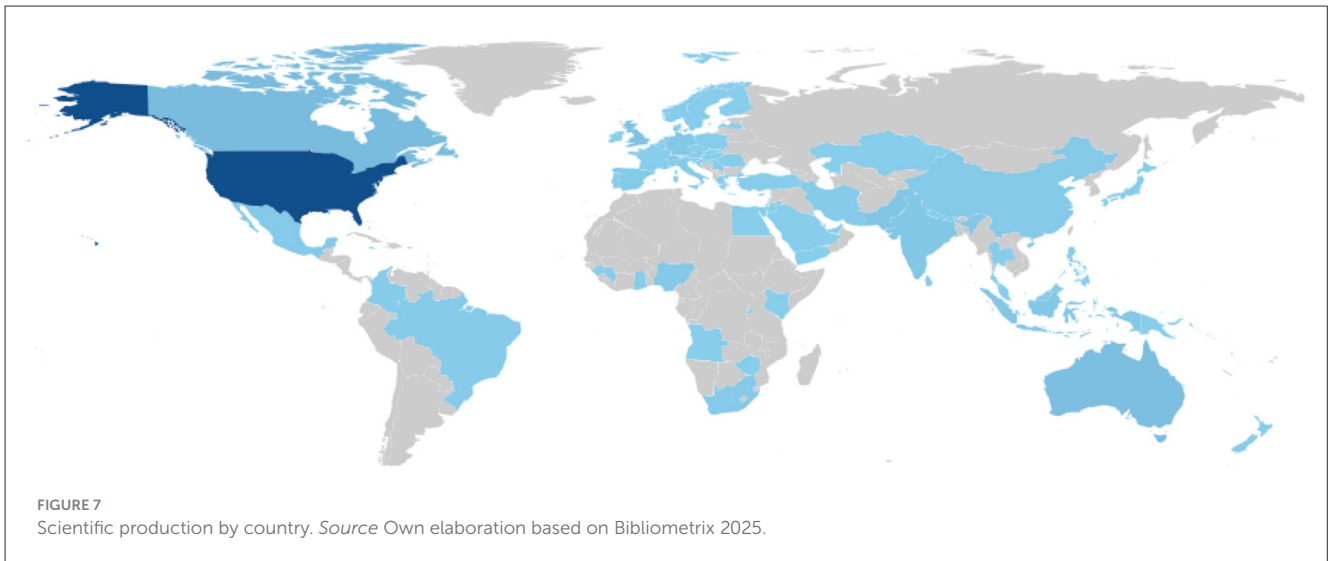 FIGURE 7
Scientific production by country. Source Own elaboration based on Bibliometrix 2025.